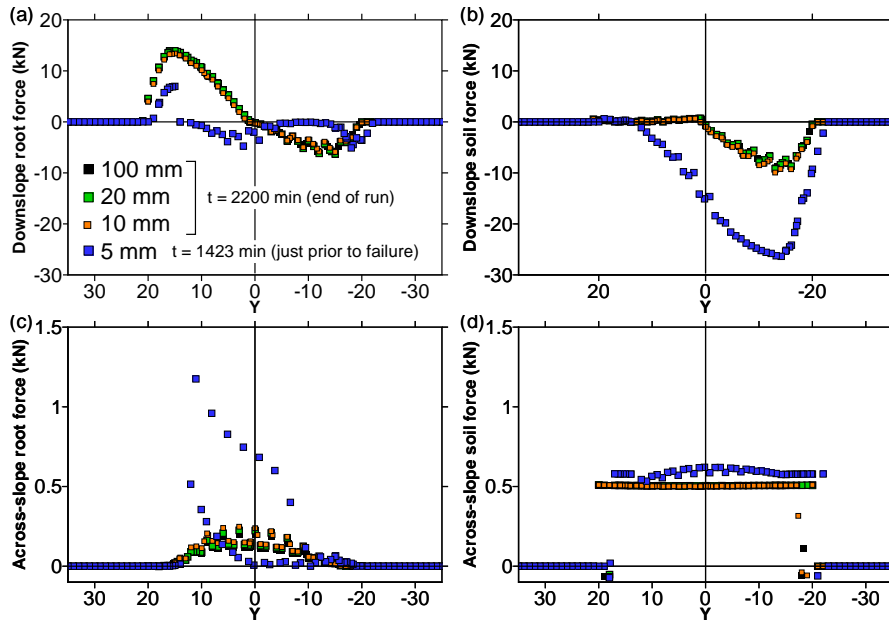 (a)
Downslope root force (kN)
20
10
0
-10
-20
-30
100 mm
20 mm
10 mm
t = 2200 min (end of run)
5 mm t = 1423 min (just prior to failure)
30 20 10 0 -10 -20 -30
Y
(b)
Downslope soil force (kN)
20
10
0
-10
-20
-30
20 0 -20
Y
(c)
Across-slope root force (kN)
1.5
1
0.5
0
30 20 10 0 -10 -20 -30
Y
(d)
Across-slope soil force (kN)
1.5
1
0.5
0
30 20 10 0 -10 -20 -30
Y